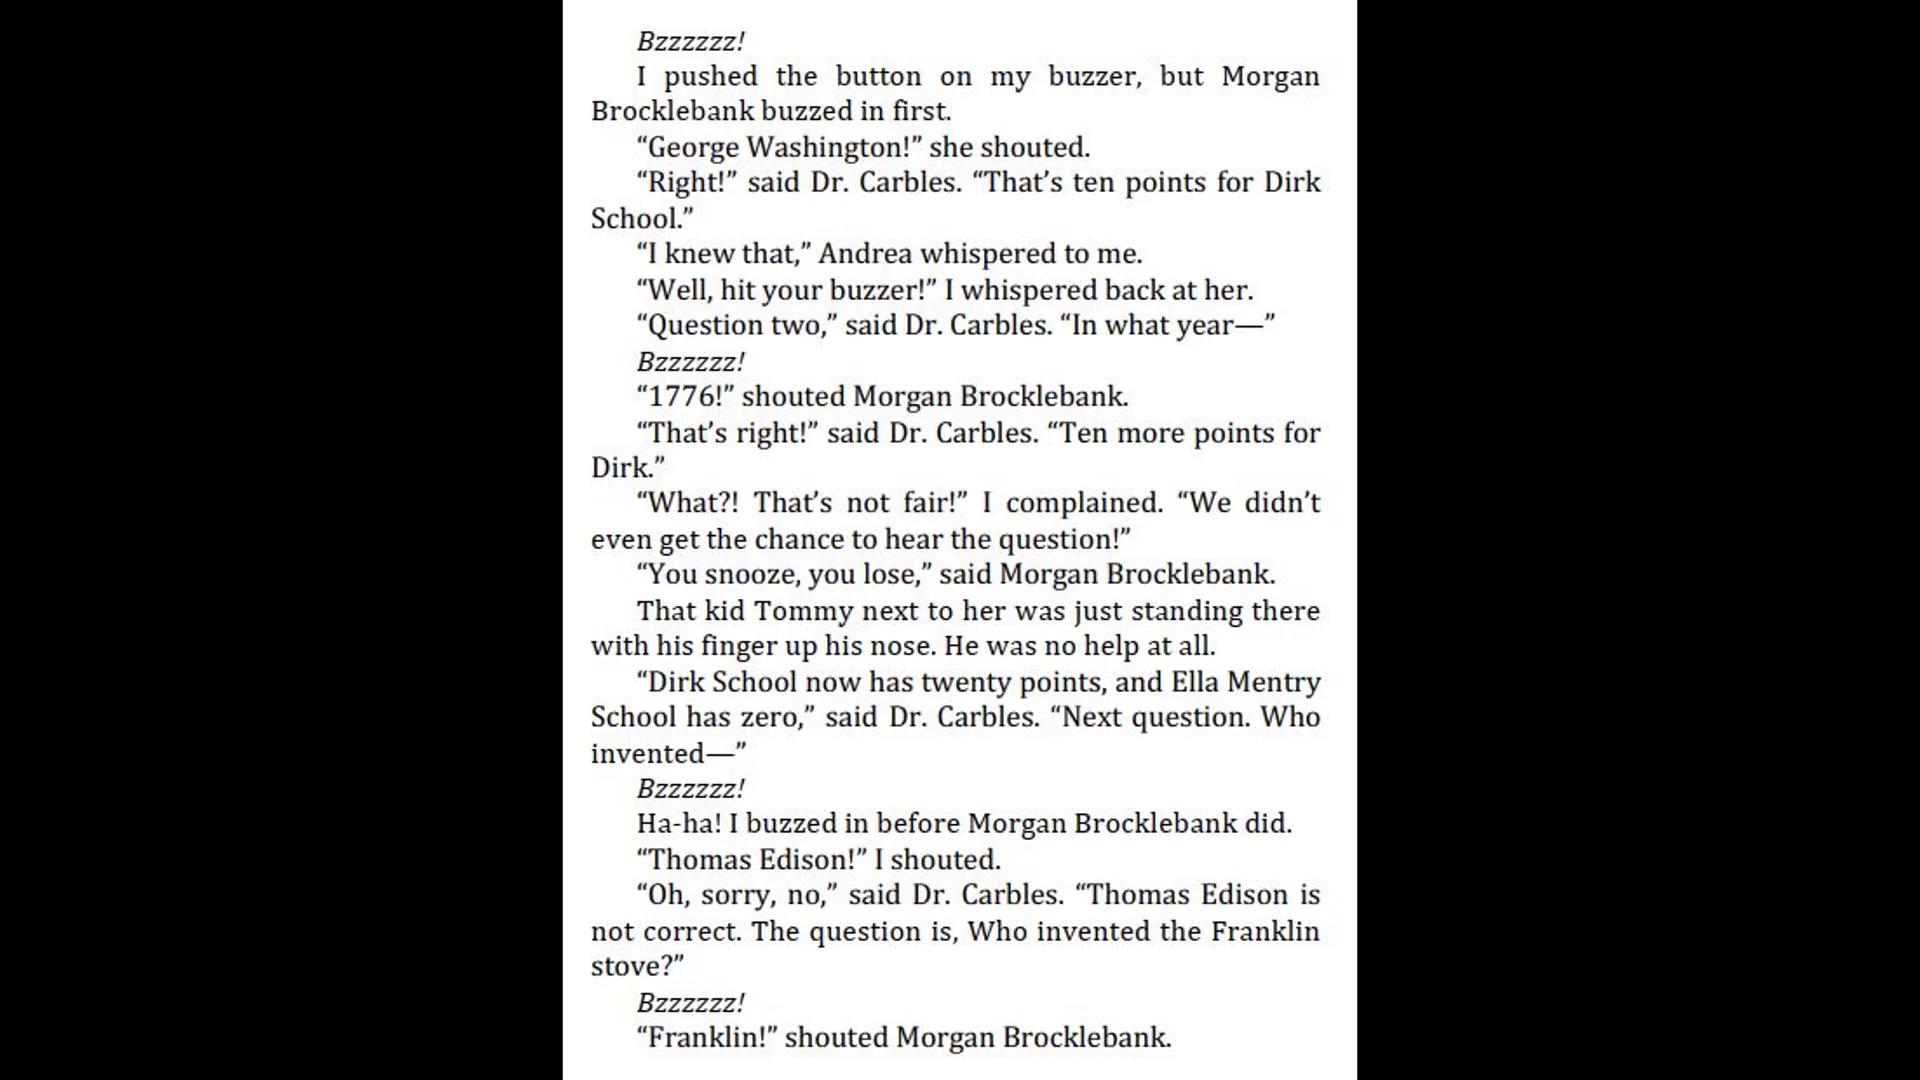 Bzzzzzz!
I pushed the button on my buzzer, but Morgan
Brocklebank buzzed in first.
“George Washington!” she shouted.
“Right!” said Dr. Carbles. “That’s ten points for Dirk
School.”
“I knew that,” Andrea whispered to me.
“Well, hit your buzzer!” I whispered back at her.
“Question two,” said Dr. Carbles. “In what year—”
Bzzzzzz!
“1776!” shouted Morgan Brocklebank.
“That’s right!” said Dr. Carbles. “Ten more points for
Dirk.”
“What?! That’s not fair!” I complained. “We didn’t
even get the chance to hear the question!”
“You snooze, you lose,” said Morgan Brocklebank.
That kid Tommy next to her was just standing there
with his finger up his nose. He was no help at all.
“Dirk School now has twenty points, and Ella Mentry
School has zero,” said Dr. Carbles. “Next question. Who
invented—”
Bzzzzzz!
Ha-ha! I buzzed in before Morgan Brocklebank did.
“Thomas Edison!” I shouted.
“Oh, sorry, no,” said Dr. Carbles. “Thomas Edison is
not correct. The question is, Who invented the Franklin
stove?”
Bzzzzzz!
“Franklin!” shouted Morgan Brocklebank.